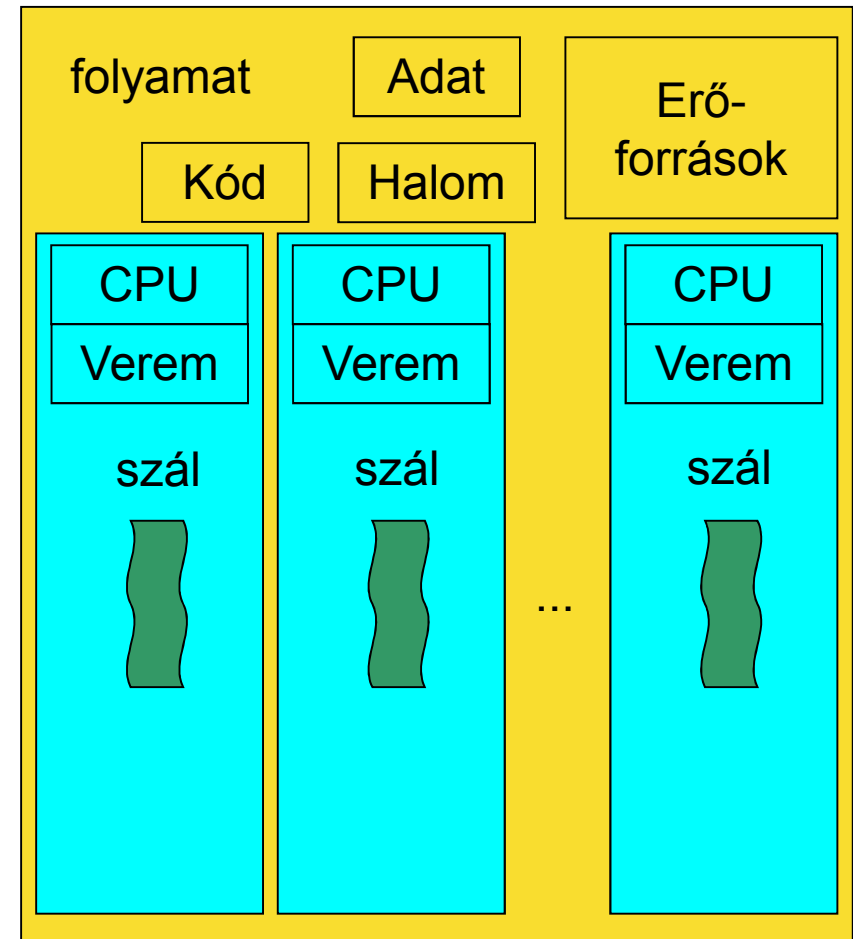 folyamat
Adat
Erő-
források
Kód
Halom
CPU
Verem
szál
CPU
Verem
szál
...
CPU
Verem
szál